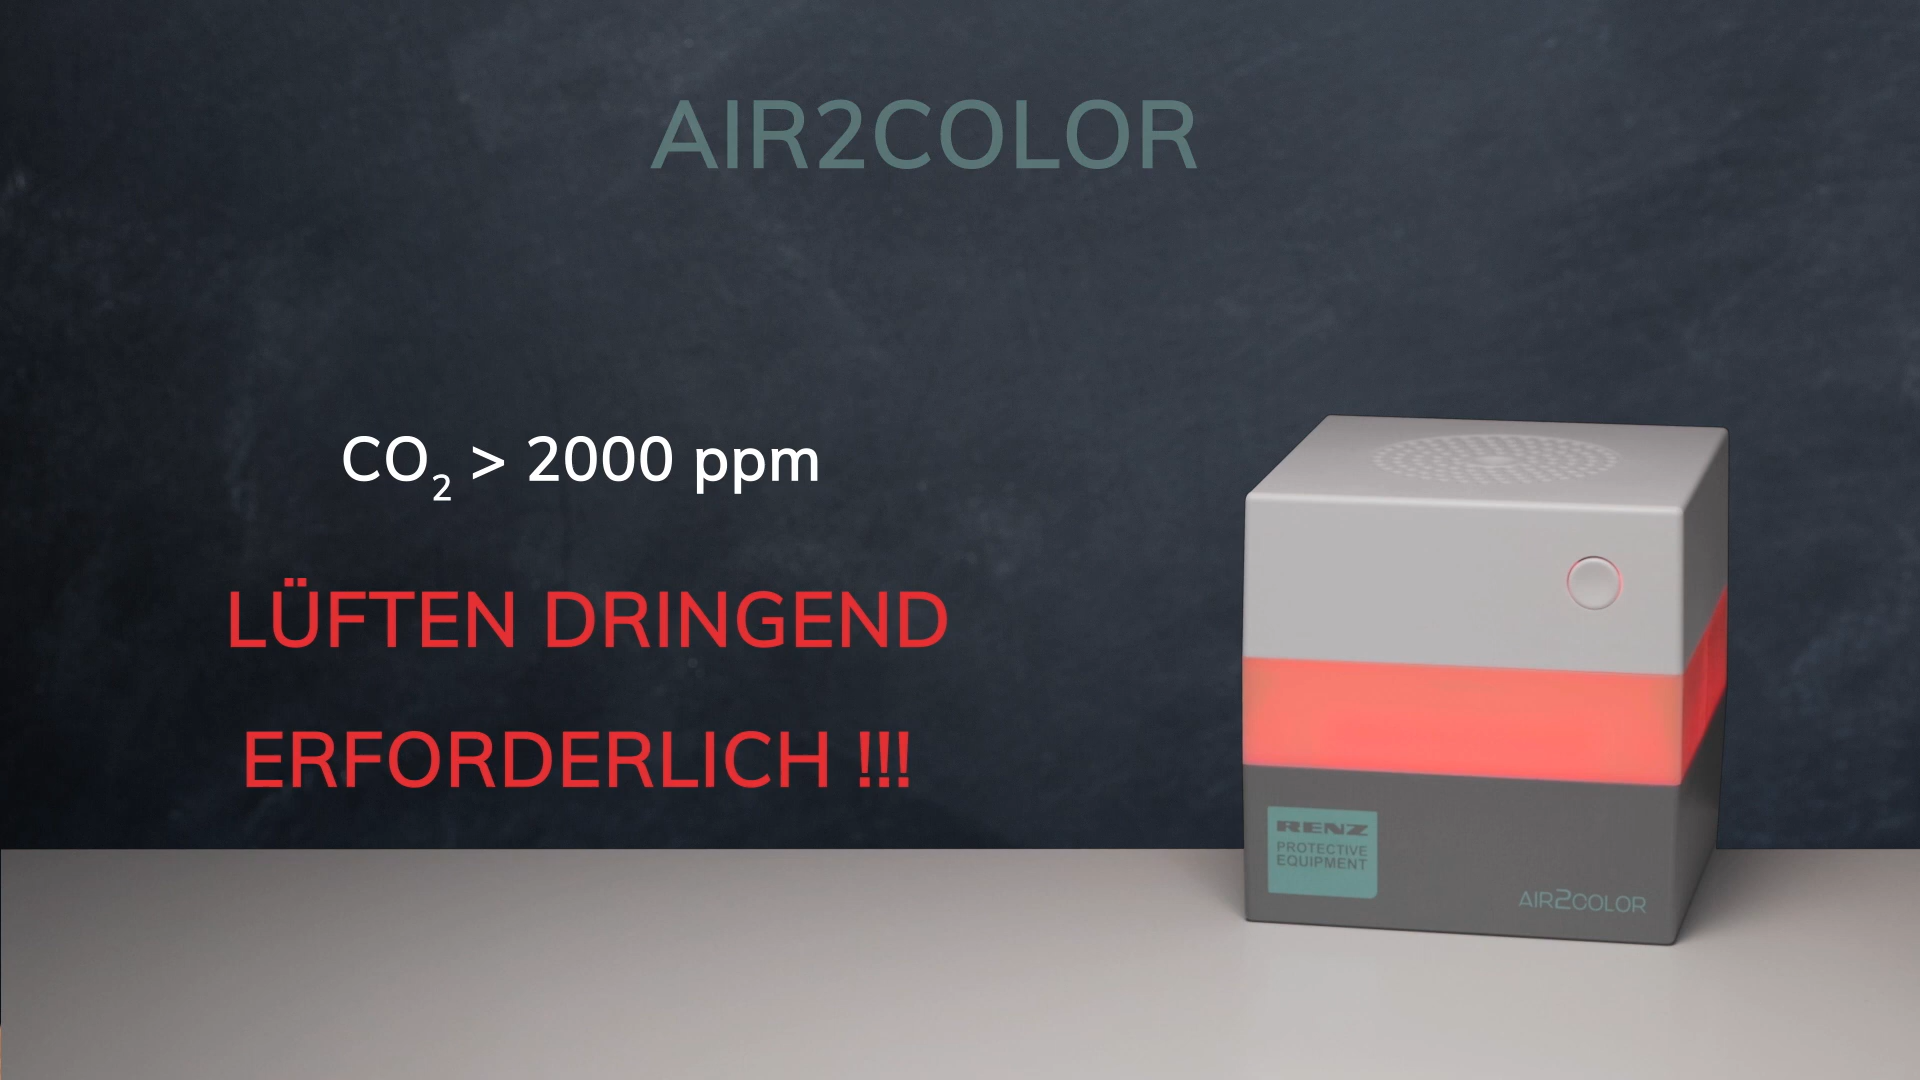 AIR2COLOR
CO₂ > 2000 ppm
LÜFTEN DRINGEND
ERFORDERLICH !!!
RENZ
PROTECTIVE
EQUIPMENT
AIR2COLOR